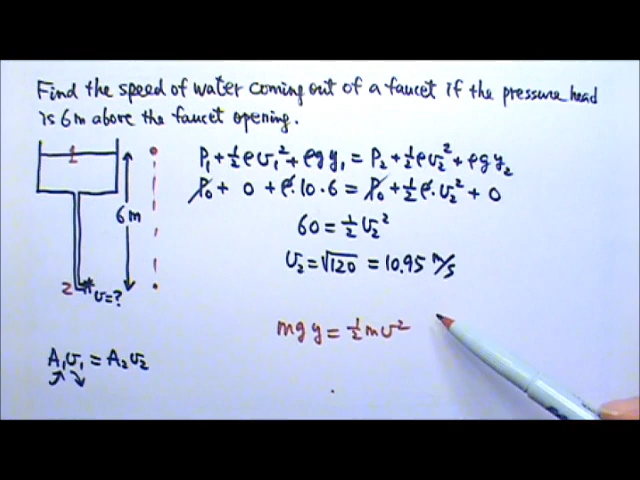 Find the speed of water coming out of a faucet if the pressure head
is 6m above the faucet opening.
1
6m
2
v=?
P₁+½ρv₁²+ρgy₁=P₂+½ρv₂²+ρgy₂
P₀+0+ρ·10·6=P₀+½ρ·v₂²+0
60=½v₂²
v₂=√120=10.95 m/s
mgy=½mv²
A₁v₁=A₂v₂